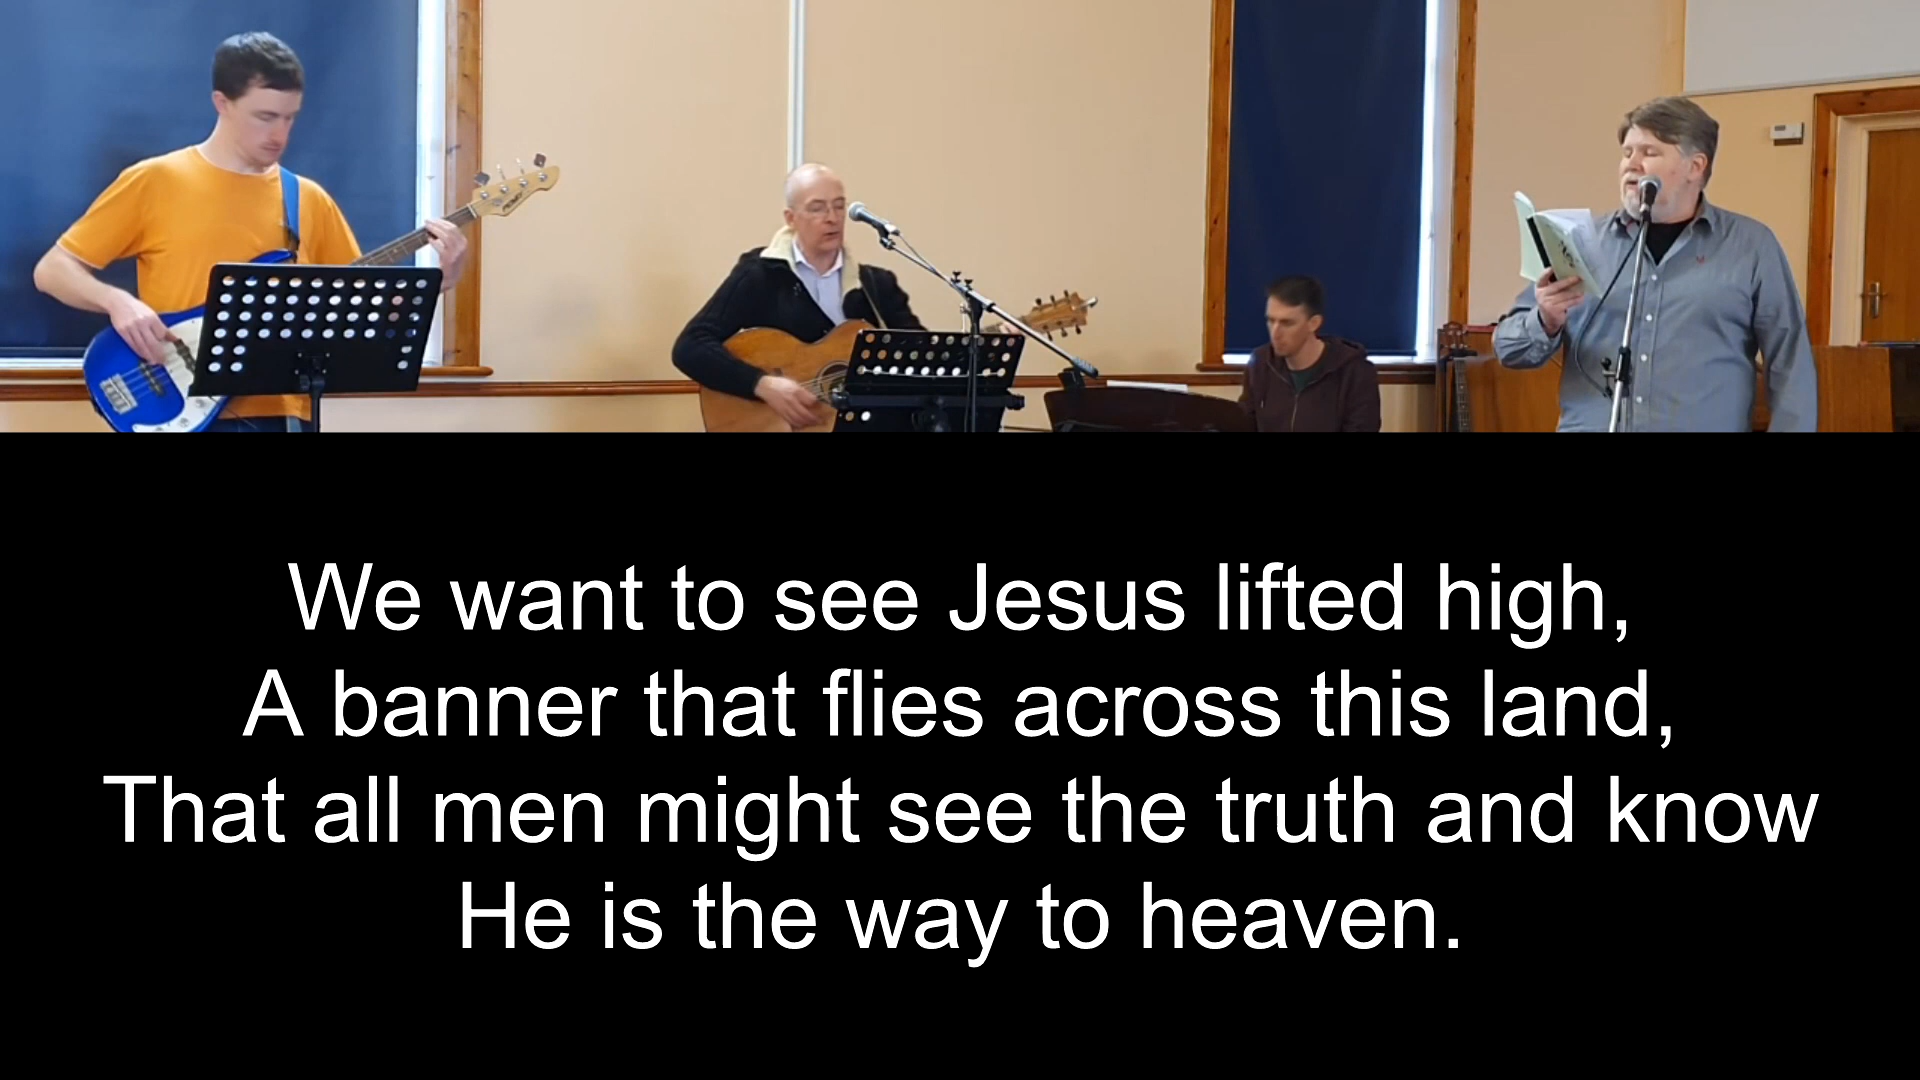 We want to see Jesus lifted high,
A banner that flies across this land,
That all men might see the truth and know
He is the way to heaven.